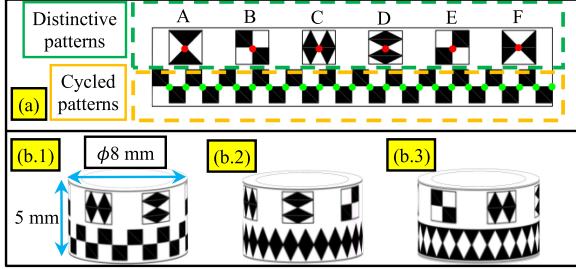 Distinctive
patterns
A B C D E F
Cycled
patterns
(a)
(b.1)
ϕ8 mm
(b.2)
(b.3)
5 mm